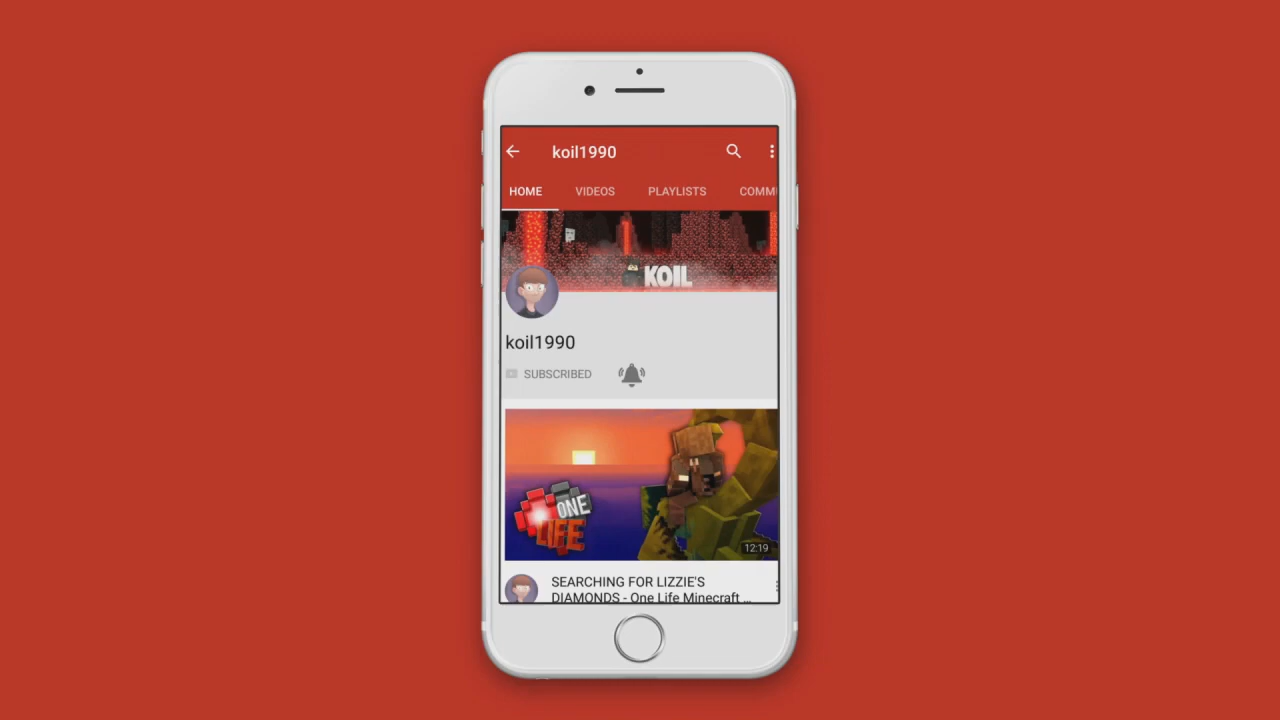 koil1990
HOME VIDEOS PLAYLISTS COMM
KOIL
koil1990
SUBSCRIBED
ONE
LIFE
12:19
SEARCHING FOR LIZZIE'S
DIAMONDS - One Life Minecraft ...